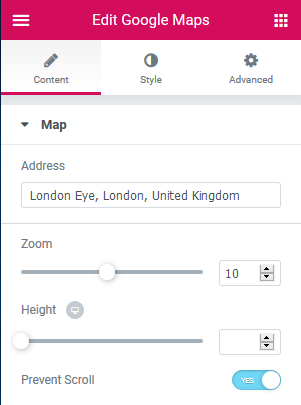 Edit Google Maps
Content Style Advanced
Map
Address
London Eye, London, United Kingdom
Zoom
10
Height
Prevent Scroll YES